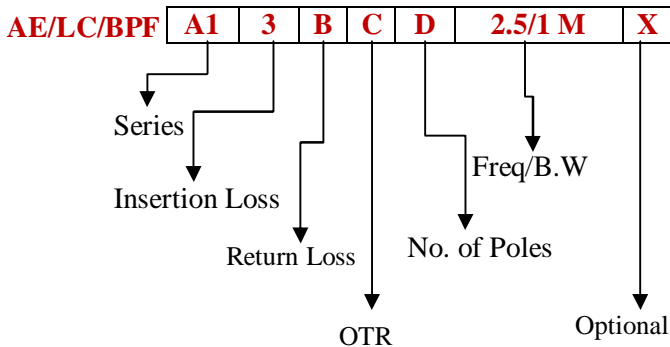 AE/LC/BPF A1 3 B C D 2.5/1 M X
Series
Freq/B.W
Insertion Loss
Return Loss
No. of Poles
OTR
Optional